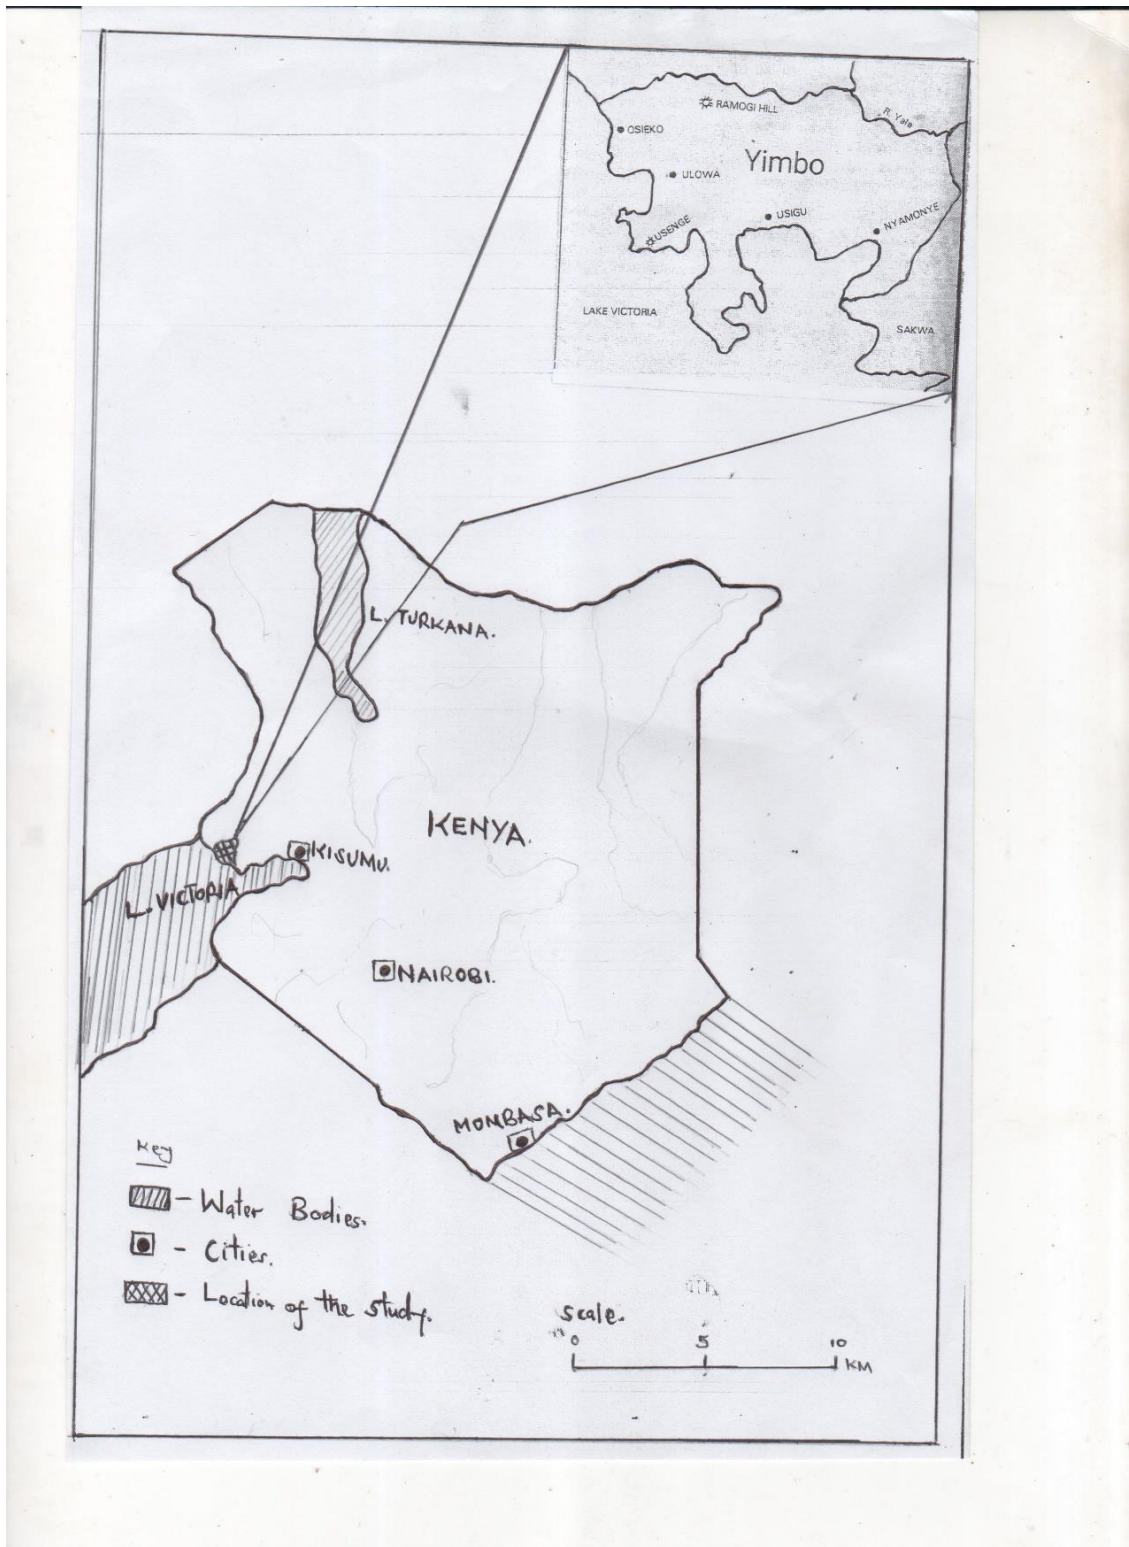 RAMOGI HILL
R. Yala
OSIEKO
Yimbo
ULOWA
USIGU
USENGE
NYAMONYE
LAKE VICTORIA
SAKWA
L. TURKANA.
KENYA.
KISUMU.
L. VICTORIA
NAIROBI.
MOMBASA.
Key
- Water Bodies.
- Cities.
- Location of the study.
Scale.
0 5 10
KM